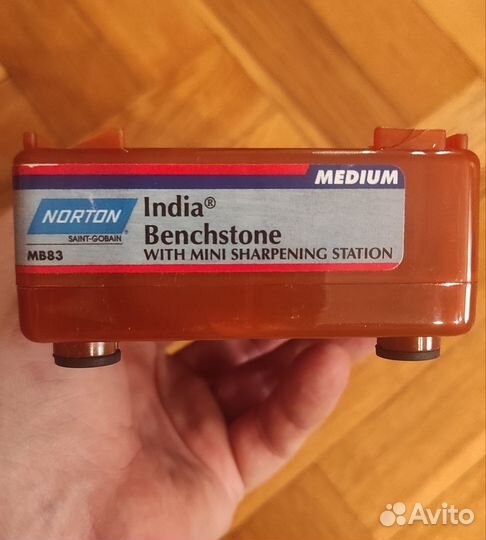 MEDIUM
NORTON
SAINT-GOBAIN
MB83
India®
Benchstone
WITH MINI SHARPENING STATION
Avito